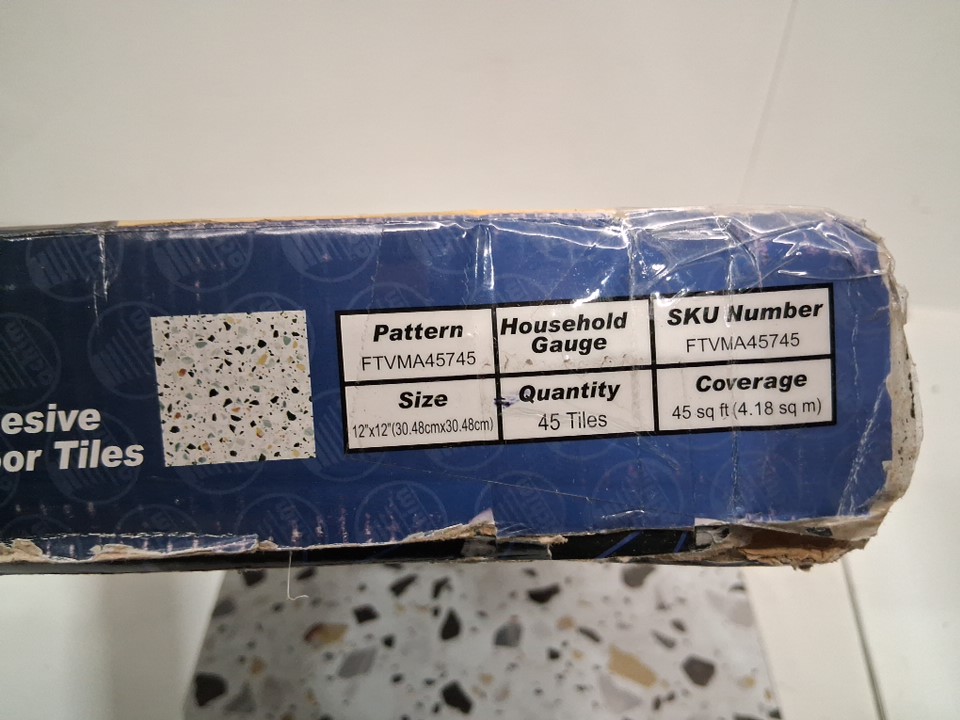 esive
or Tiles
Pattern
FTVMA45745
Household
Gauge
SKU Number
FTVMA45745
Size
12"x12"(30.48cmx30.48cm)
Quantity
45 Tiles
Coverage
45 sq ft (4.18 sq m)